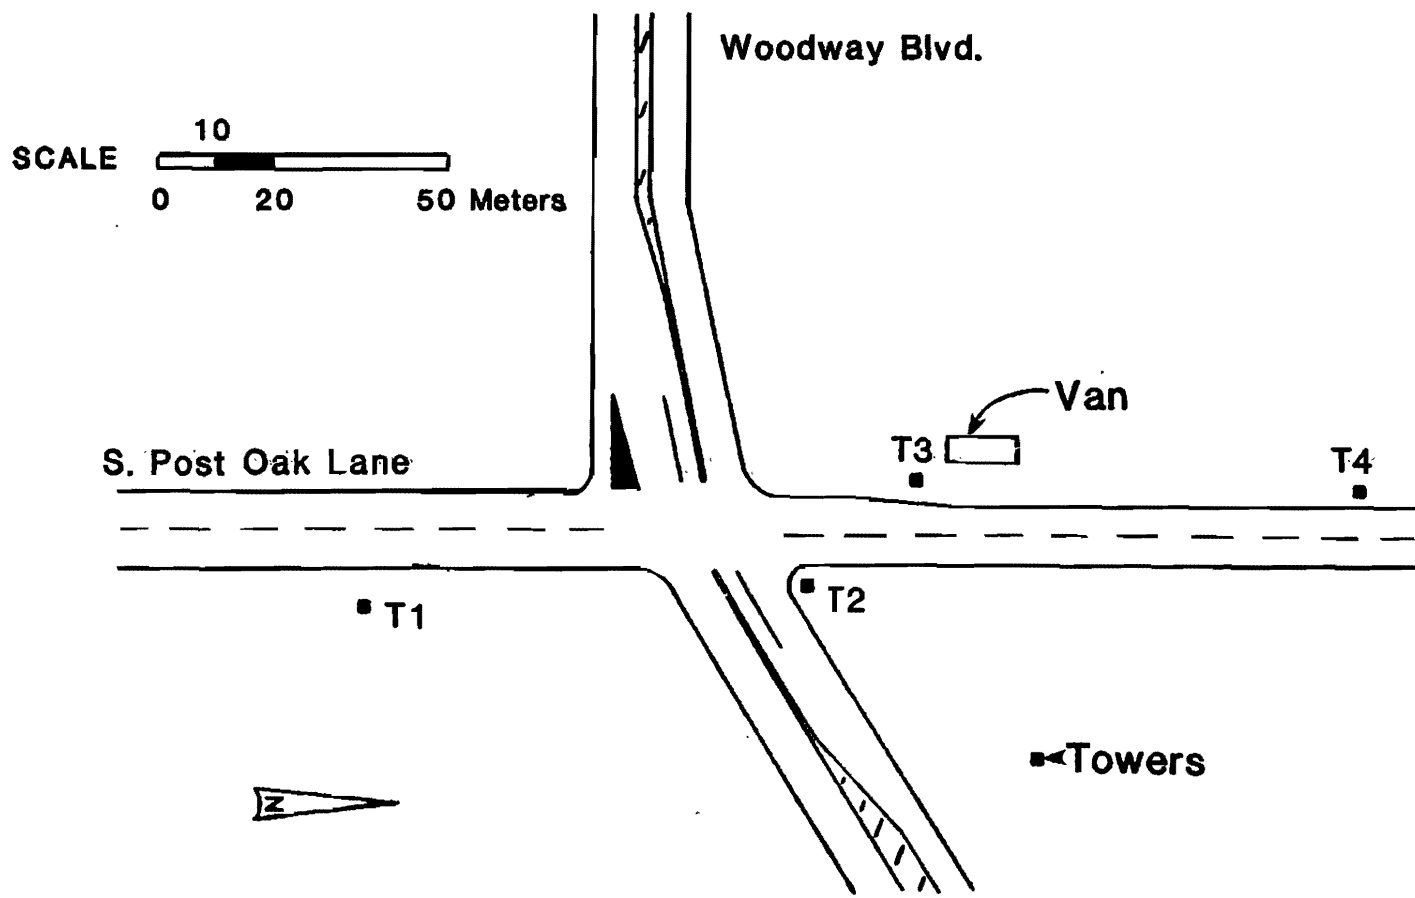 Woodway Blvd.
10
SCALE
0 20 50 Meters
Van
S. Post Oak Lane
T3
T4
T1
T2
Towers
N